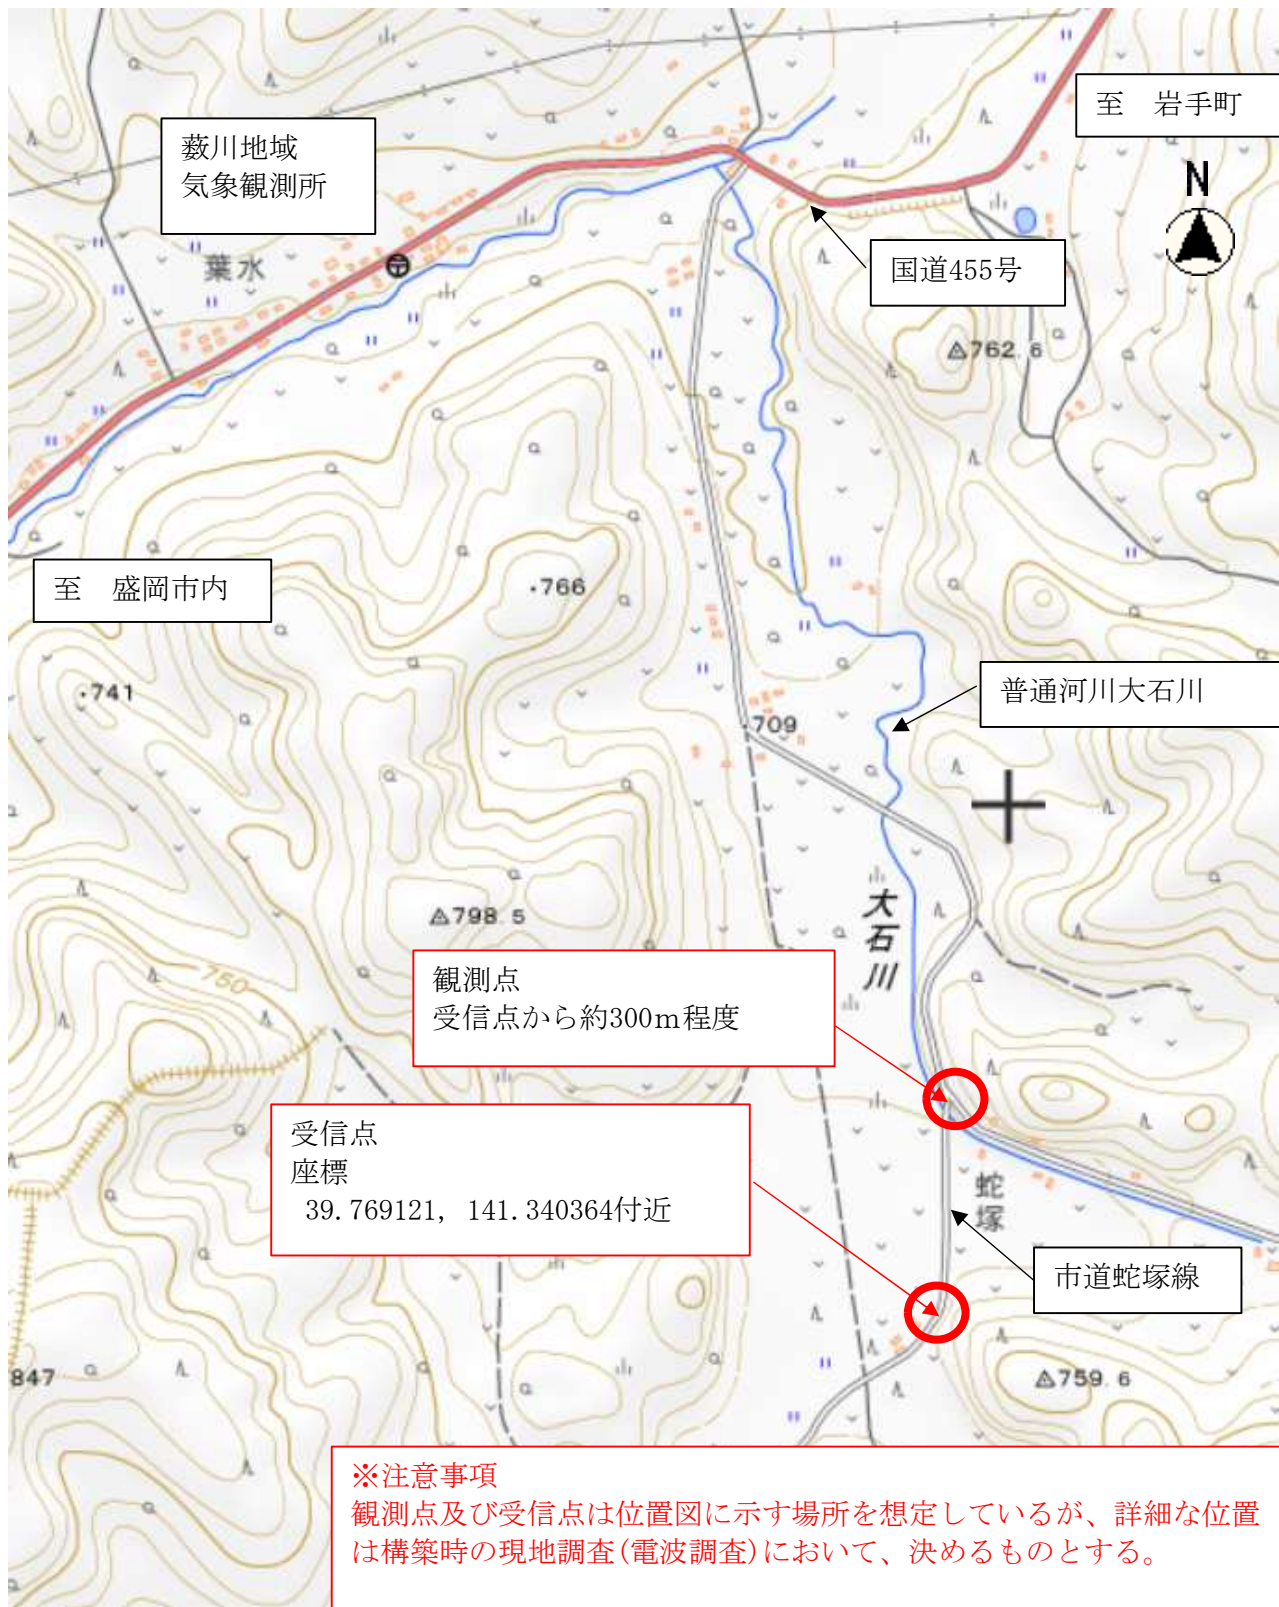 至　岩手町
薮川地域
気象観測所
N
葉水
国道455号
762.6
至　盛岡市内
766
741
普通河川大石川
709
大石川
798.5
750
観測点
受信点から約300m程度
受信点
座標
39.769121, 141.340364付近
蛇塚
市道蛇塚線
847
759.6
※注意事項
観測点及び受信点は位置図に示す場所を想定しているが、詳細な位置
は構築時の現地調査(電波調査)において、決めるものとする。